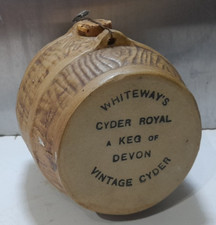 WHITEWAY'S
CYDER ROYAL
A KEG OF
DEVON
VINTAGE CYDER